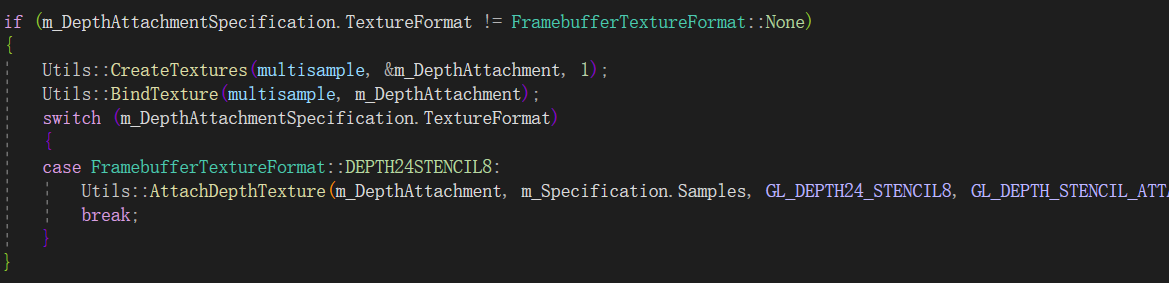 if (m_DepthAttachmentSpecification.TextureFormat != FramebufferTextureFormat::None)
{
Utils::CreateTextures(multisample, &m_DepthAttachment, 1);
Utils::BindTexture(multisample, m_DepthAttachment);
switch (m_DepthAttachmentSpecification.TextureFormat)
{
case FramebufferTextureFormat::DEPTH24STENCIL8:
Utils::AttachDepthTexture(m_DepthAttachment, m_Specification.Samples, GL_DEPTH24_STENCIL8, GL_DEPTH_STENCIL_ATTA
break;
}
}